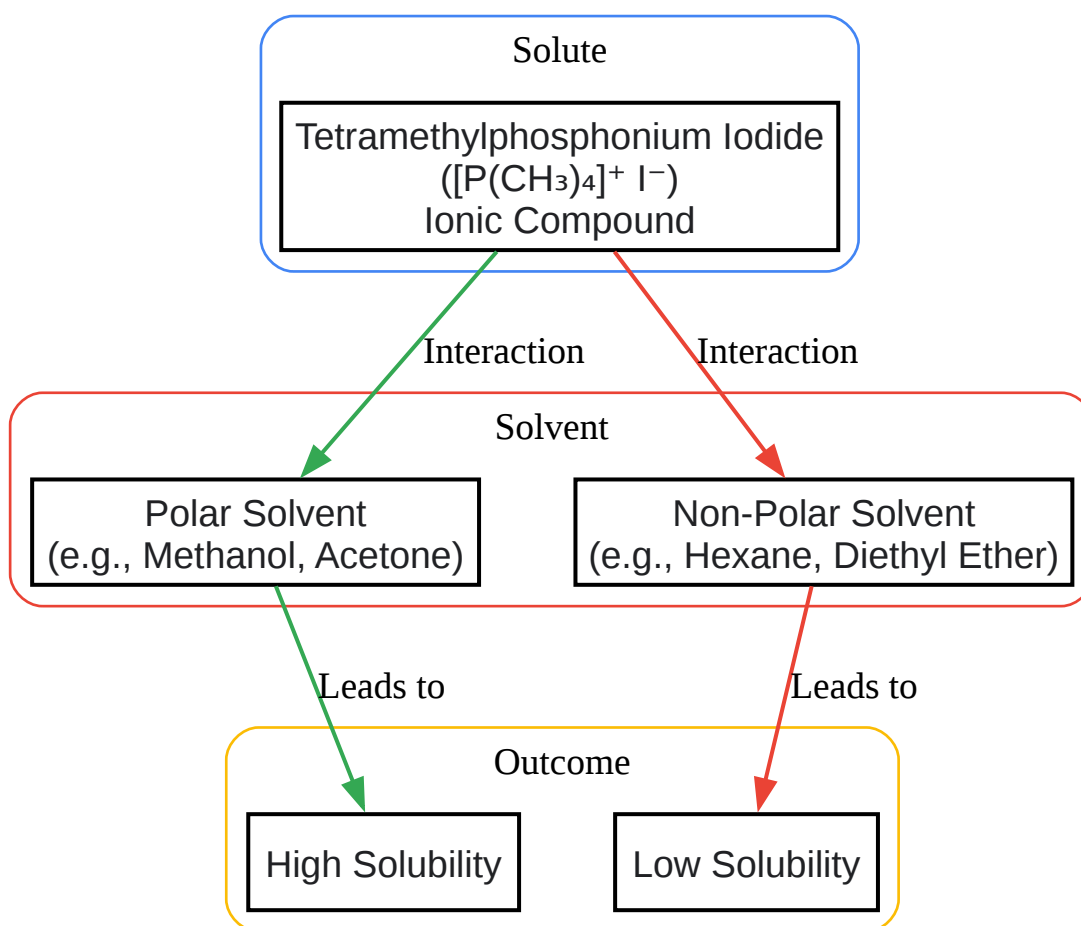 Solute
Tetramethylphosphonium Iodide
([P(CH₃)₄]⁺ I⁻)
Ionic Compound
Interaction
Interaction
Solvent
Polar Solvent
(e.g., Methanol, Acetone)
Non-Polar Solvent
(e.g., Hexane, Diethyl Ether)
Leads to
Leads to
Outcome
High Solubility
Low Solubility